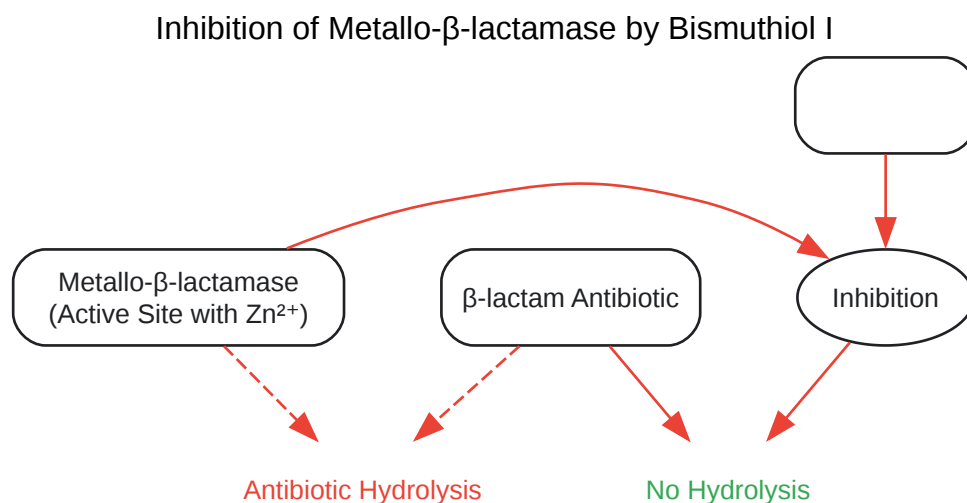 Inhibition of Metallo-β-lactamase by Bismuthiol I
Metallo-β-lactamase
(Active Site with Zn²⁺)
β-lactam Antibiotic
Inhibition
Antibiotic Hydrolysis
No Hydrolysis